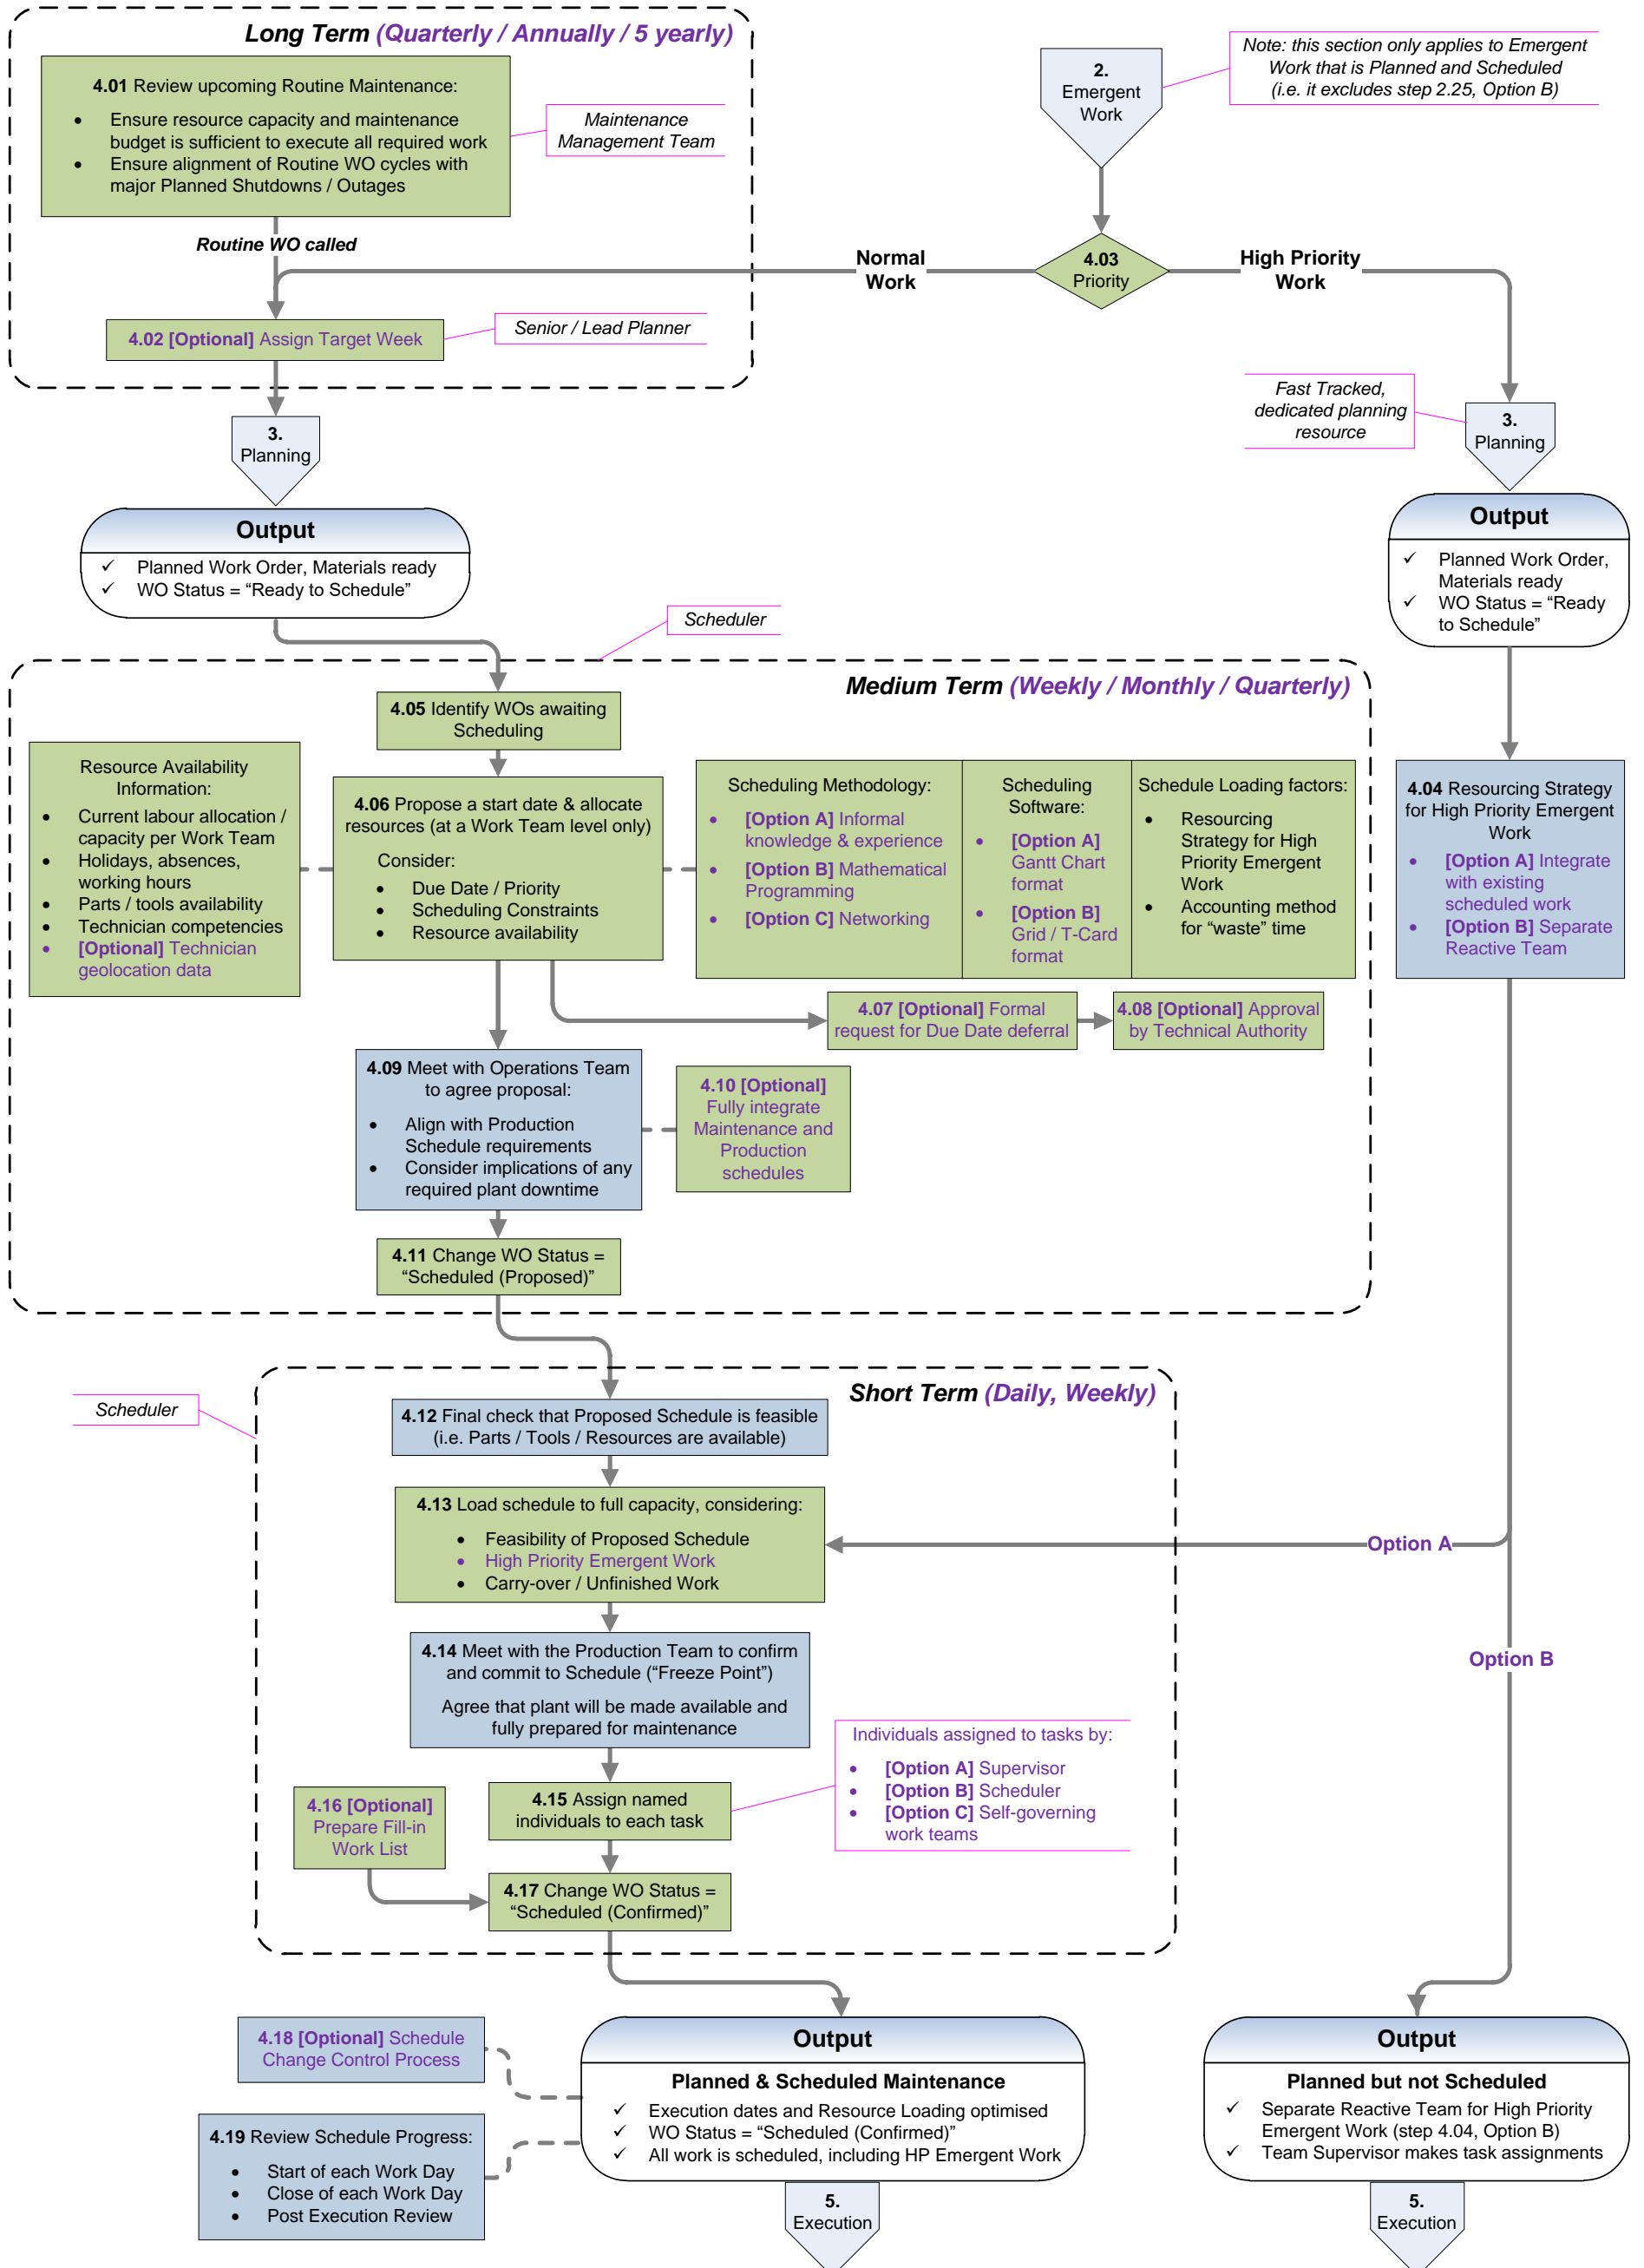 Long Term (Quarterly / Annually / 5 yearly)
4.01 Review upcoming Routine Maintenance:
• Ensure resource capacity and maintenance
budget is sufficient to execute all required work
• Ensure alignment of Routine WO cycles with
major Planned Shutdowns / Outages
Maintenance
Management Team
2.
Emergent
Work
Note: this section only applies to Emergent
Work that is Planned and Scheduled
(i.e. it excludes step 2.25, Option B)
Routine WO called
Normal
Work
4.03
Priority
High Priority
Work
4.02 [Optional] Assign Target Week
Senior / Lead Planner
3.
Planning
Fast Tracked,
dedicated planning
resource
3.
Planning
Output
✓ Planned Work Order, Materials ready
✓ WO Status = “Ready to Schedule”
Output
✓ Planned Work Order,
Materials ready
✓ WO Status = “Ready
to Schedule”
Scheduler
Medium Term (Weekly / Monthly / Quarterly)
4.05 Identify WOs awaiting
Scheduling
Resource Availability
Information:
• Current labour allocation /
capacity per Work Team
• Holidays, absences,
working hours
• Parts / tools availability
• Technician competencies
• [Optional] Technician
geolocation data
4.06 Propose a start date & allocate
resources (at a Work Team level only)
Consider:
• Due Date / Priority
• Scheduling Constraints
• Resource availability
Scheduling Methodology:
• [Option A] Informal
knowledge & experience
• [Option B] Mathematical
Programming
• [Option C] Networking
Scheduling
Software:
• [Option A]
Gantt Chart
format
• [Option B]
Grid / T-Card
format
Schedule Loading factors:
• Resourcing
Strategy for High
Priority Emergent
Work
• Accounting method
for “waste” time
4.04 Resourcing Strategy
for High Priority Emergent
Work
• [Option A] Integrate
with existing
scheduled work
• [Option B] Separate
Reactive Team
4.07 [Optional] Formal
request for Due Date deferral
4.08 [Optional] Approval
by Technical Authority
4.09 Meet with Operations Team
to agree proposal:
• Align with Production
Schedule requirements
• Consider implications of any
required plant downtime
4.10 [Optional]
Fully integrate
Maintenance and
Production
schedules
4.11 Change WO Status =
“Scheduled (Proposed)”
Scheduler
Short Term (Daily, Weekly)
4.12 Final check that Proposed Schedule is feasible
(i.e. Parts / Tools / Resources are available)
4.13 Load schedule to full capacity, considering:
• Feasibility of Proposed Schedule
• High Priority Emergent Work
• Carry-over / Unfinished Work
Option A
4.14 Meet with the Production Team to confirm
and commit to Schedule (“Freeze Point”)
Agree that plant will be made available and
fully prepared for maintenance
Option B
Individuals assigned to tasks by:
• [Option A] Supervisor
• [Option B] Scheduler
• [Option C] Self-governing
work teams
4.15 Assign named
individuals to each task
4.16 [Optional]
Prepare Fill-in
Work List
4.17 Change WO Status =
“Scheduled (Confirmed)”
4.18 [Optional] Schedule
Change Control Process
4.19 Review Schedule Progress:
• Start of each Work Day
• Close of each Work Day
• Post Execution Review
Output
Planned & Scheduled Maintenance
✓ Execution dates and Resource Loading optimised
✓ WO Status = “Scheduled (Confirmed)”
✓ All work is scheduled, including HP Emergent Work
Output
Planned but not Scheduled
✓ Separate Reactive Team for High Priority
Emergent Work (step 4.04, Option B)
✓ Team Supervisor makes task assignments
5.
Execution
5.
Execution